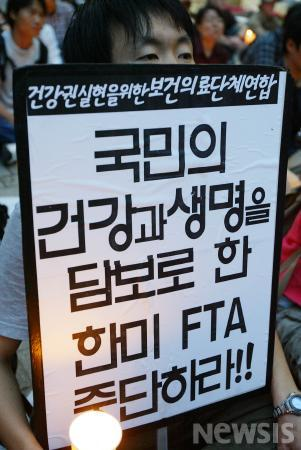 건강권실현을위한보건의료단체연합
국민의
건강과생명을
담보로 한
한미 FTA
중단하라!!
NEWSIS